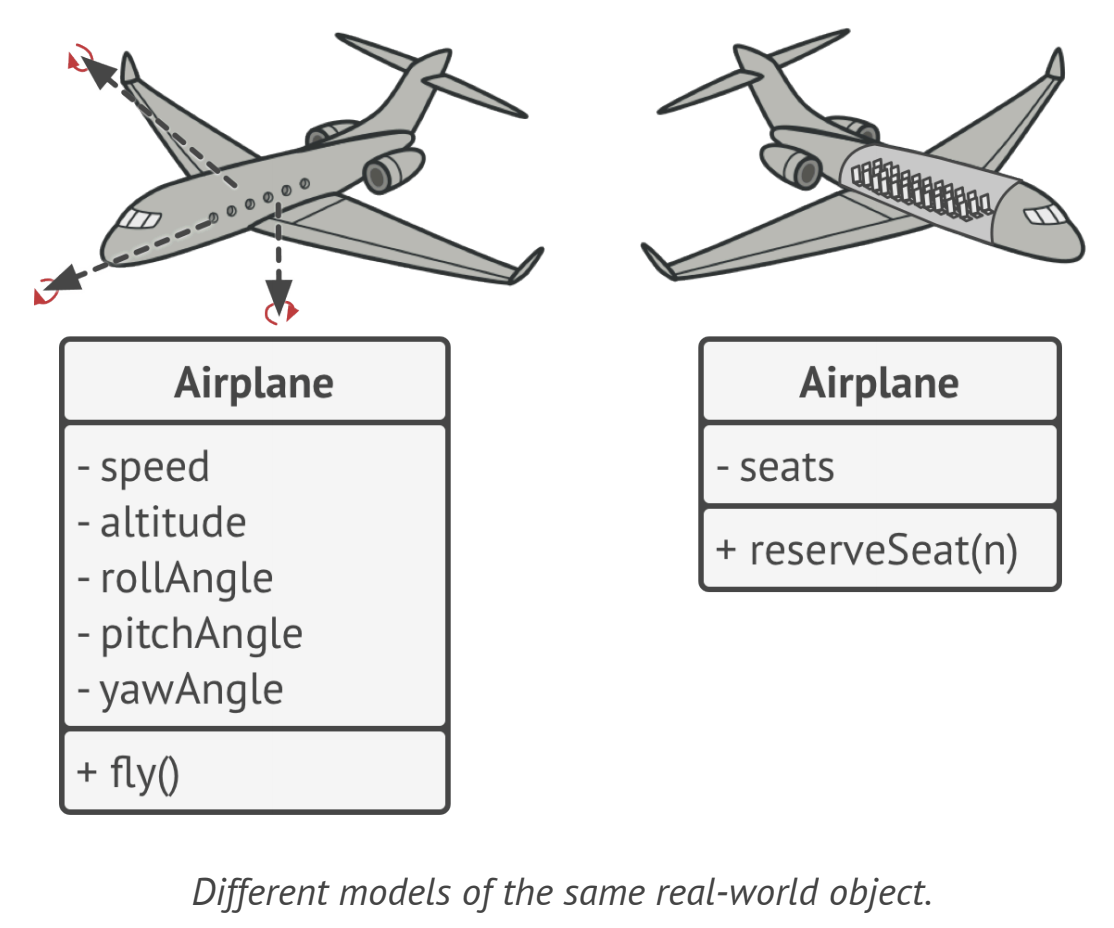 Airplane
- speed
- altitude
- rollAngle
- pitchAngle
- yawAngle
+ fly()
Airplane
- seats
+ reserveSeat(n)
Different models of the same real-world object.